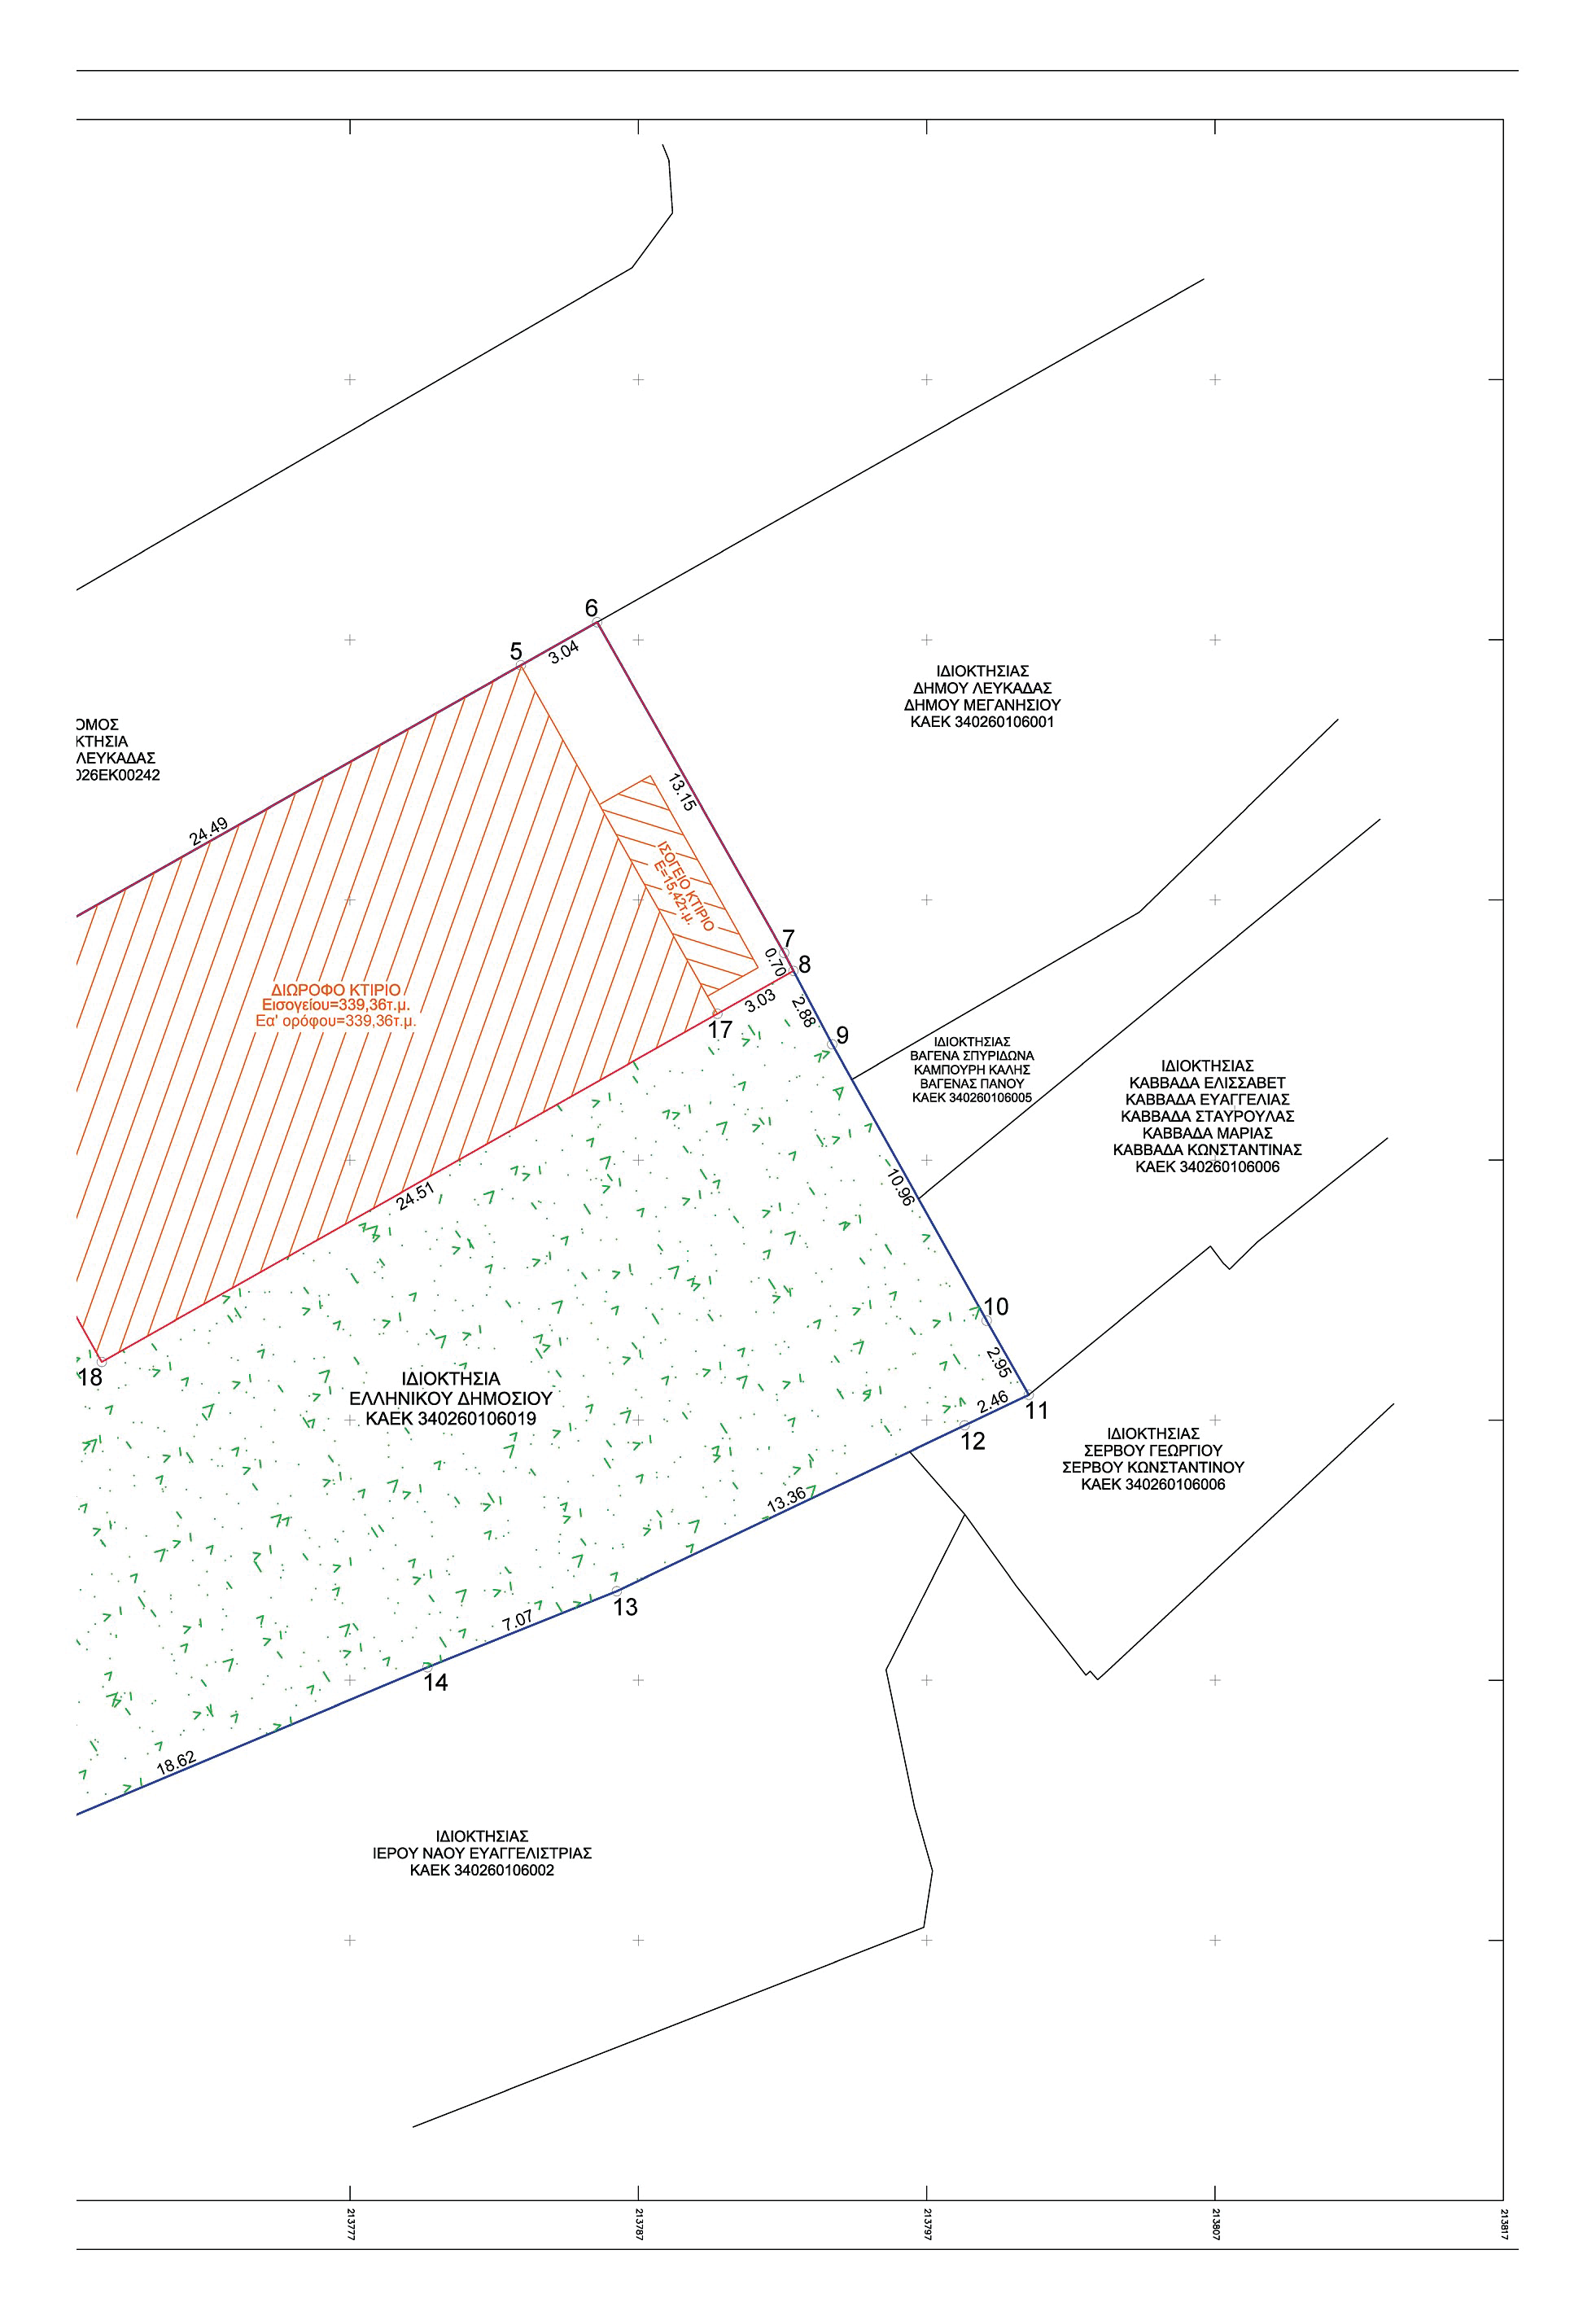 6
5
3.04
ΙΔΙΟΚΤΗΣΙΑΣ
ΔΗΜΟΥ ΛΕΥΚΑΔΑΣ
ΔΗΜΟΥ ΜΕΓΑΝΗΣΙΟΥ
ΚΑΕΚ 340260106001
ΟΜΟΣ
ΚΤΗΣΙΑ
ΛΕΥΚΑΔΑΣ
026ΕΚ00242
24.49
13.15
ΙΣΟΓΕΙΟ ΚΤΙΡΙΟ
Ε=15,42τ.μ.
7
0.70
8
ΔΙΩΡΟΦΟ ΚΤΙΡΙΟ
Εισογείου=339,36τ.μ.
Εα' ορόφου=339,36τ.μ.
3.03
2.88
17
9
ΙΔΙΟΚΤΗΣΙΑΣ
ΒΑΓΕΝΑ ΣΠΥΡΙΔΩΝΑ
ΚΑΜΠΟΥΡΗ ΚΑΛΗΣ
ΒΑΓΕΝΑΣ ΠΑΝΟΥ
ΚΑΕΚ 340260106005
ΙΔΙΟΚΤΗΣΙΑΣ
ΚΑΒΒΑΔΑ ΕΛΙΣΣΑΒΕΤ
ΚΑΒΒΑΔΑ ΕΥΑΓΓΕΛΙΑΣ
ΚΑΒΒΑΔΑ ΣΤΑΥΡΟΥΛΑΣ
ΚΑΒΒΑΔΑ ΜΑΡΙΑΣ
ΚΑΒΒΑΔΑ ΚΩΝΣΤΑΝΤΙΝΑΣ
ΚΑΕΚ 340260106006
24.51
10.96
10
2.95
18
ΙΔΙΟΚΤΗΣΙΑ
ΕΛΛΗΝΙΚΟΥ ΔΗΜΟΣΙΟΥ
ΚΑΕΚ 340260106019
2.46
11
12
ΙΔΙΟΚΤΗΣΙΑΣ
ΣΕΡΒΟΥ ΓΕΩΡΓΙΟΥ
ΣΕΡΒΟΥ ΚΩΝΣΤΑΝΤΙΝΟΥ
ΚΑΕΚ 340260106006
13.36
13
7.07
14
18.62
ΙΔΙΟΚΤΗΣΙΑΣ
ΙΕΡΟΥ ΝΑΟΥ ΕΥΑΓΓΕΛΙΣΤΡΙΑΣ
ΚΑΕΚ 340260106002
213777
213787
213797
213807
213817